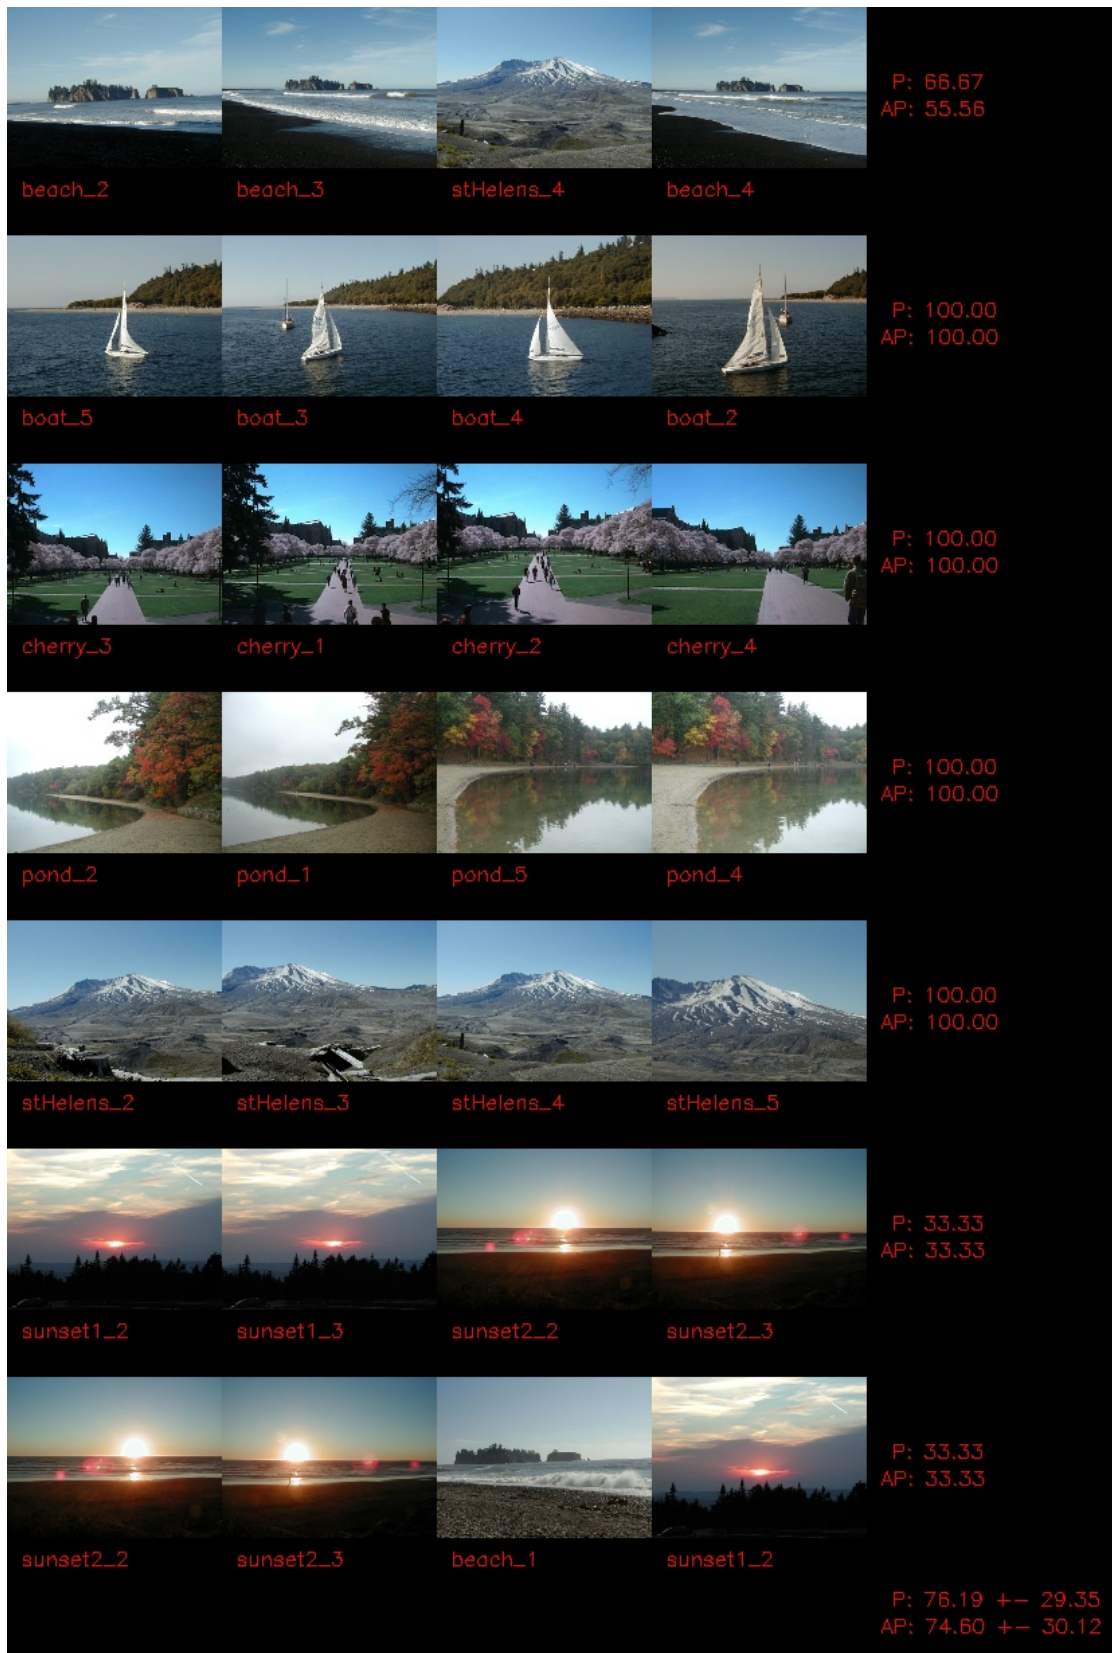 P: 66.67
AP: 55.56
beach_2 beach_3 stHelens_4 beach_4
P: 100.00
AP: 100.00
boat_5 boat_3 boat_4 boat_2
P: 100.00
AP: 100.00
cherry_3 cherry_1 cherry_2 cherry_4
P: 100.00
AP: 100.00
pond_2 pond_1 pond_5 pond_4
P: 100.00
AP: 100.00
stHelens_2 stHelens_3 stHelens_4 stHelens_5
P: 33.33
AP: 33.33
sunset1_2 sunset1_3 sunset2_2 sunset2_3
P: 33.33
AP: 33.33
sunset2_2 sunset2_3 beach_1 sunset1_2
P: 76.19 +- 29.35
AP: 74.60 +- 30.12